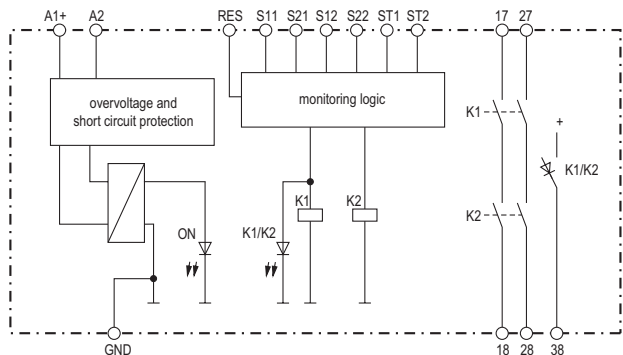 A1+ A2 RES S11 S21 S12 S22 ST1 ST2 17 27
overvoltage and
short circuit protection
monitoring logic
K1
+
K1/K2
K1 K2
K2
ON K1/K2
GND 18 28 38